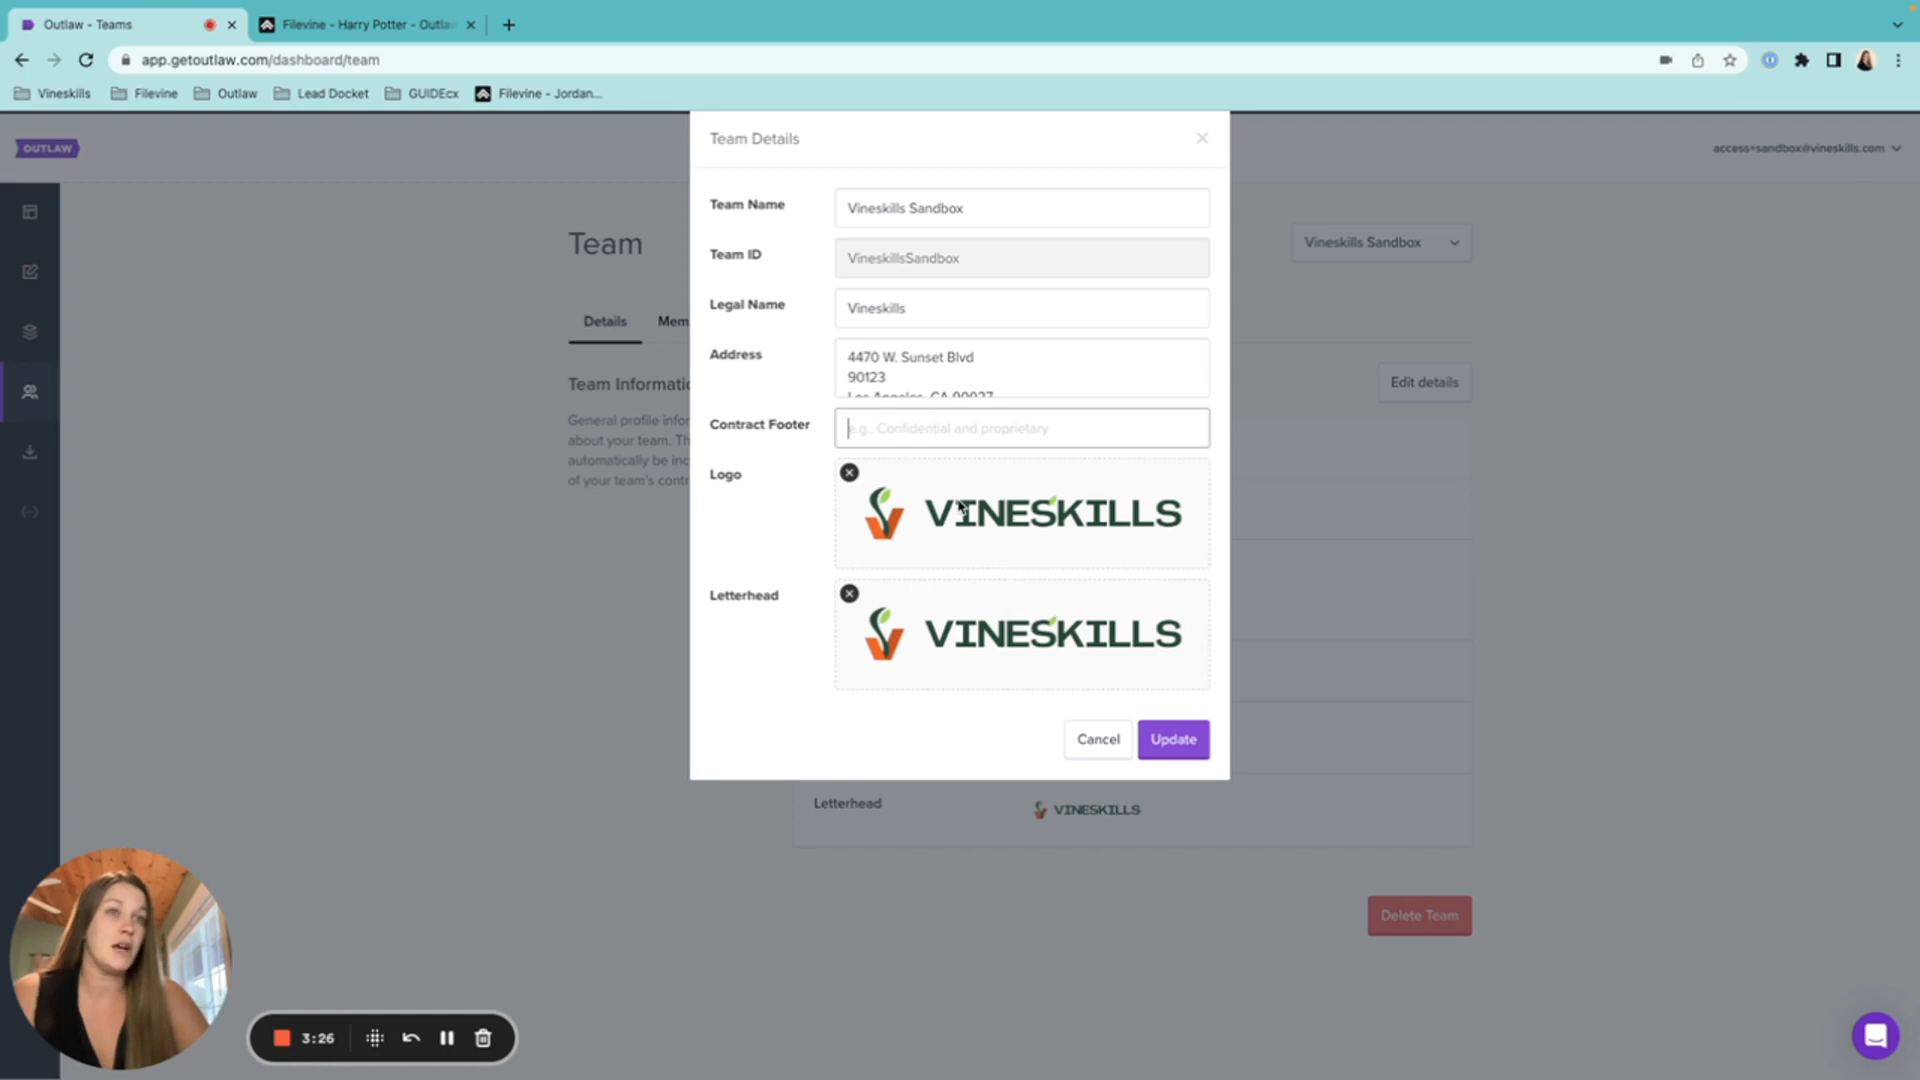 Outlaw - Teams
Filevine - Harry Potter - Outlaw
app.getoutlaw.com/dashboard/team
Vineskills
Filevine
Outlaw
Lead Docket
GUIDEcx
Filevine - Jordan...
OUTLAW
access+sandbox@vineskills.com
Team
Vineskills Sandbox
Details
Mem
Team Informatio
General profile infor
about your team. Th
automatically be inc
of your team's contr
Edit details
Team Details
Team Name
Vineskills Sandbox
Team ID
VineskillsSandbox
Legal Name
Vineskills
Address
4470 W. Sunset Blvd
90123
Los Angeles, CA 90027
Contract Footer
e.g., Confidential and proprietary
Logo
VINESKILLS
Letterhead
VINESKILLS
Cancel
Update
Letterhead
VINESKILLS
Delete Team
3:26